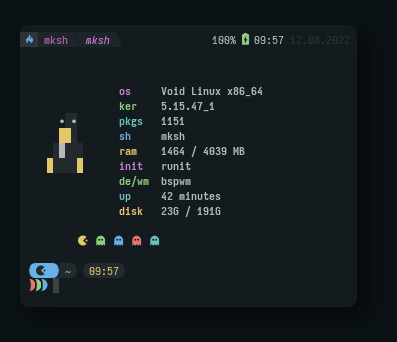 mksh mksh 100% 09:57 12.08.2022
os Void Linux x86_64
ker 5.15.47_1
pkgs 1151
sh mksh
ram 1464 / 4039 MB
init runit
de/wm bspwm
up 42 minutes
disk 23G / 191G
~ 09:57